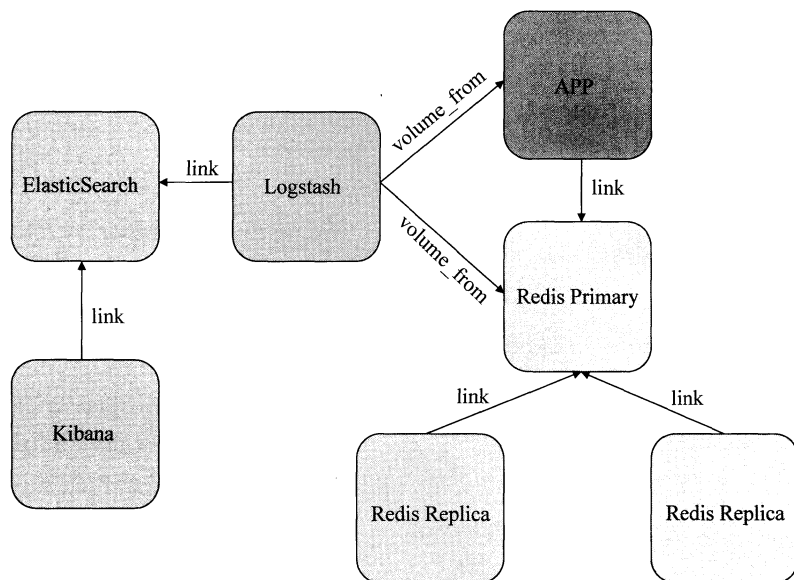 APP
volume_from
ElasticSearch
link
Logstash
link
volume_from
Redis Primary
link
link
link
Kibana
Redis Replica
Redis Replica